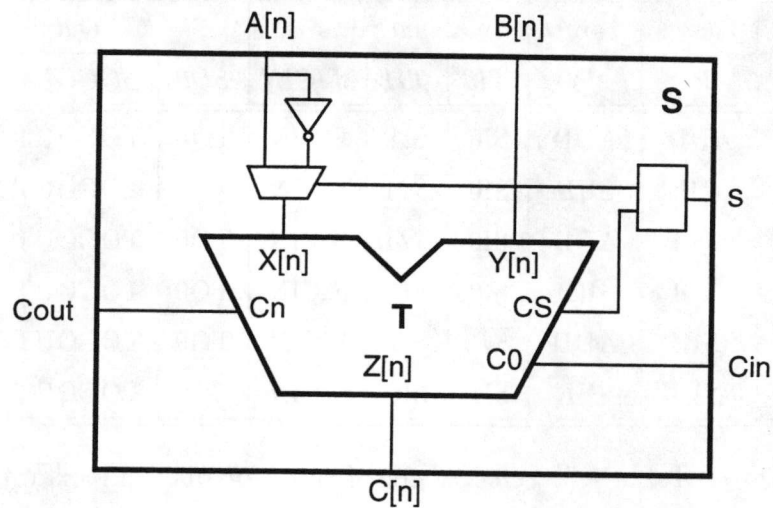 A[n] B[n]
S
s
X[n] Y[n]
Cout Cn T CS
Z[n] C0 Cin
C[n]